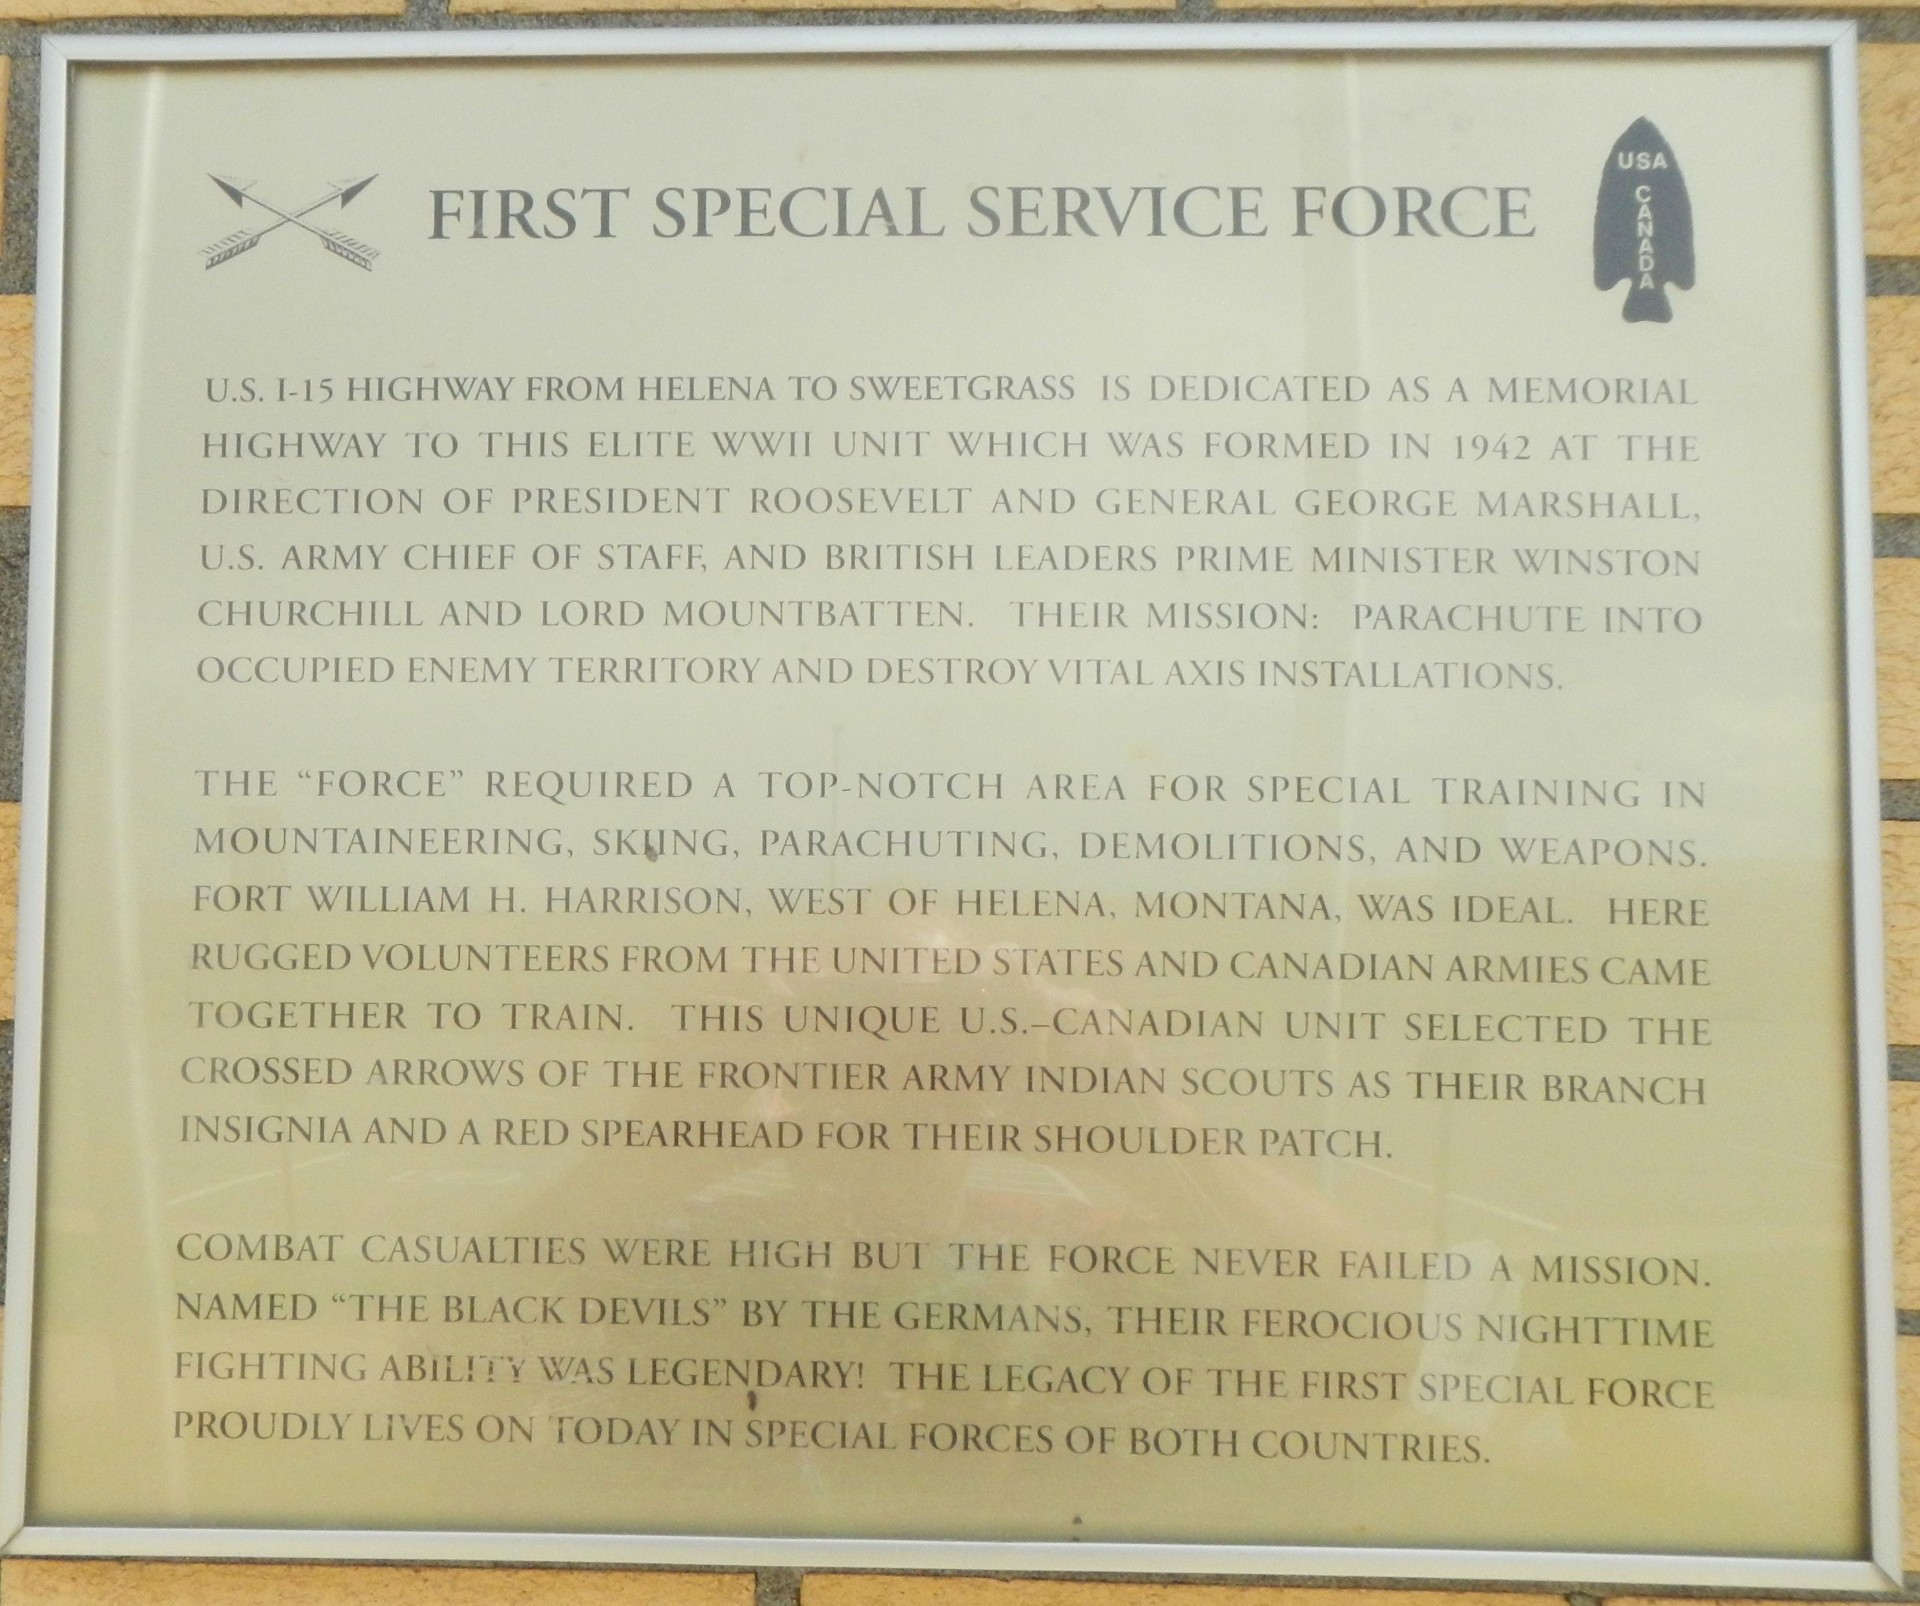 FIRST SPECIAL SERVICE FORCE
USA
CANADA
U.S. I-15 HIGHWAY FROM HELENA TO SWEETGRASS IS DEDICATED AS A MEMORIAL
HIGHWAY TO THIS ELITE WWII UNIT WHICH WAS FORMED IN 1942 AT THE
DIRECTION OF PRESIDENT ROOSEVELT AND GENERAL GEORGE MARSHALL,
U.S. ARMY CHIEF OF STAFF, AND BRITISH LEADERS PRIME MINISTER WINSTON
CHURCHILL AND LORD MOUNTBATTEN. THEIR MISSION: PARACHUTE INTO
OCCUPIED ENEMY TERRITORY AND DESTROY VITAL AXIS INSTALLATIONS.
THE “FORCE” REQUIRED A TOP-NOTCH AREA FOR SPECIAL TRAINING IN
MOUNTAINEERING, SKIING, PARACHUTING, DEMOLITIONS, AND WEAPONS.
FORT WILLIAM H. HARRISON, WEST OF HELENA, MONTANA, WAS IDEAL. HERE
RUGGED VOLUNTEERS FROM THE UNITED STATES AND CANADIAN ARMIES CAME
TOGETHER TO TRAIN. THIS UNIQUE U.S.–CANADIAN UNIT SELECTED THE
CROSSED ARROWS OF THE FRONTIER ARMY INDIAN SCOUTS AS THEIR BRANCH
INSIGNIA AND A RED SPEARHEAD FOR THEIR SHOULDER PATCH.
COMBAT CASUALTIES WERE HIGH BUT THE FORCE NEVER FAILED A MISSION.
NAMED “THE BLACK DEVILS” BY THE GERMANS, THEIR FEROCIOUS NIGHTTIME
FIGHTING ABILITY WAS LEGENDARY! THE LEGACY OF THE FIRST SPECIAL FORCE
PROUDLY LIVES ON TODAY IN SPECIAL FORCES OF BOTH COUNTRIES.